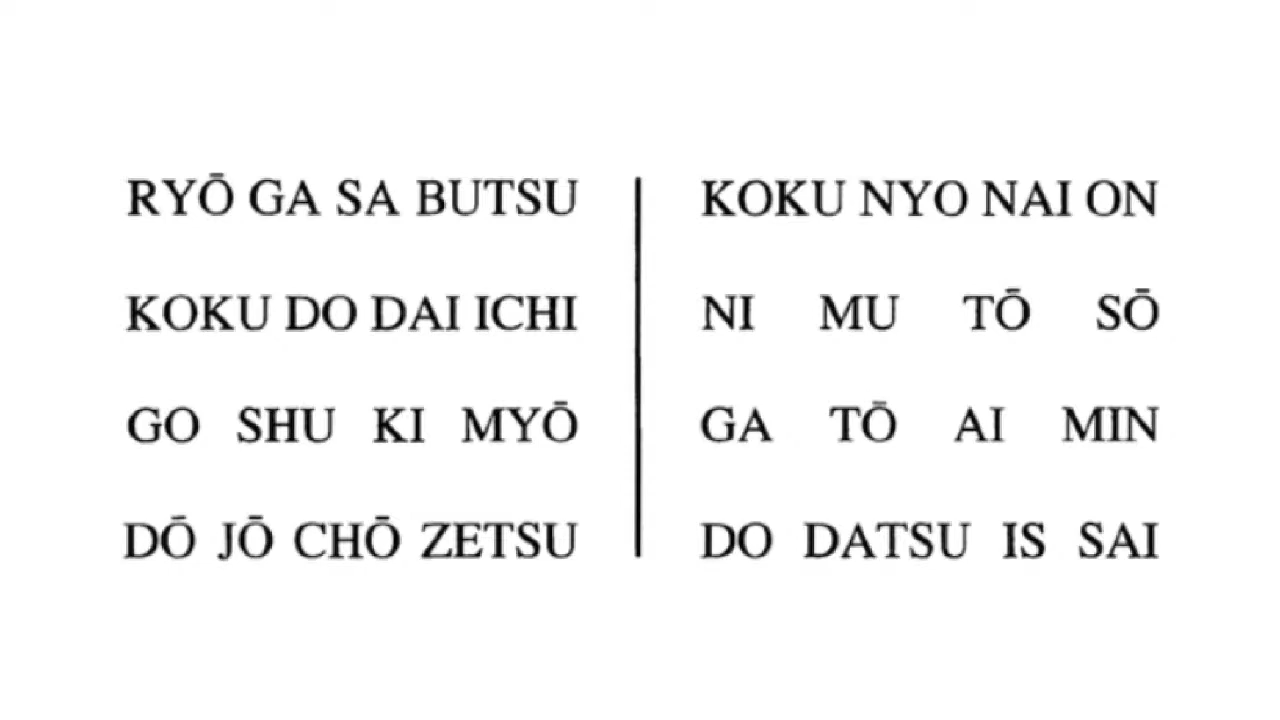 RYŌ GA SA BUTSU
KOKU DO DAI ICHI
GO SHU KI MYŌ
DŌ JŌ CHŌ ZETSU
KOKU NYO NAI ON
NI MU TŌ SŌ
GA TŌ AI MIN
DO DATSU IS SAI